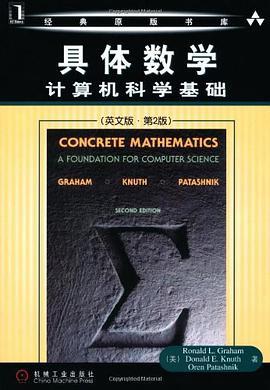 经典原版书库
具体数学
计算机科学基础
(英文版·第2版)
CONCRETE MATHEMATICS
A FOUNDATION FOR COMPUTER SCIENCE
GRAHAM KNUTH PATASHNIK
SECOND EDITION
Σ
(美)
Ronald L. Graham
Donald E. Knuth
Oren Patashnik
著
机械工业出版社
China Machine Press